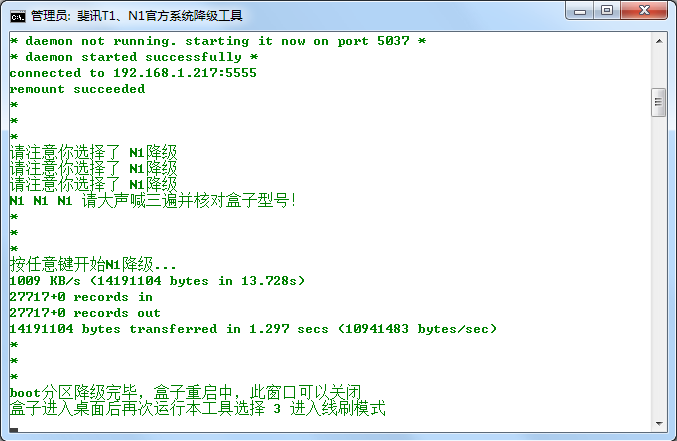 管理员: 斐讯T1、N1官方系统降级工具
* daemon not running. starting it now on port 5037 *
* daemon started successfully *
connected to 192.168.1.217:5555
remount succeeded
*
*
*
请注意你选择了 N1降级
请注意你选择了 N1降级
请注意你选择了 N1降级
N1 N1 N1 请大声喊三遍并核对盒子型号!
*
*
*
按任意键开始N1降级...
1009 KB/s (14191104 bytes in 13.728s)
27717+0 records in
27717+0 records out
14191104 bytes transferred in 1.297 secs (10941483 bytes/sec)
*
*
*
boot分区降级完毕，盒子重启中，此窗口可以关闭
盒子进入桌面后再次运行本工具选择 3 进入线刷模式